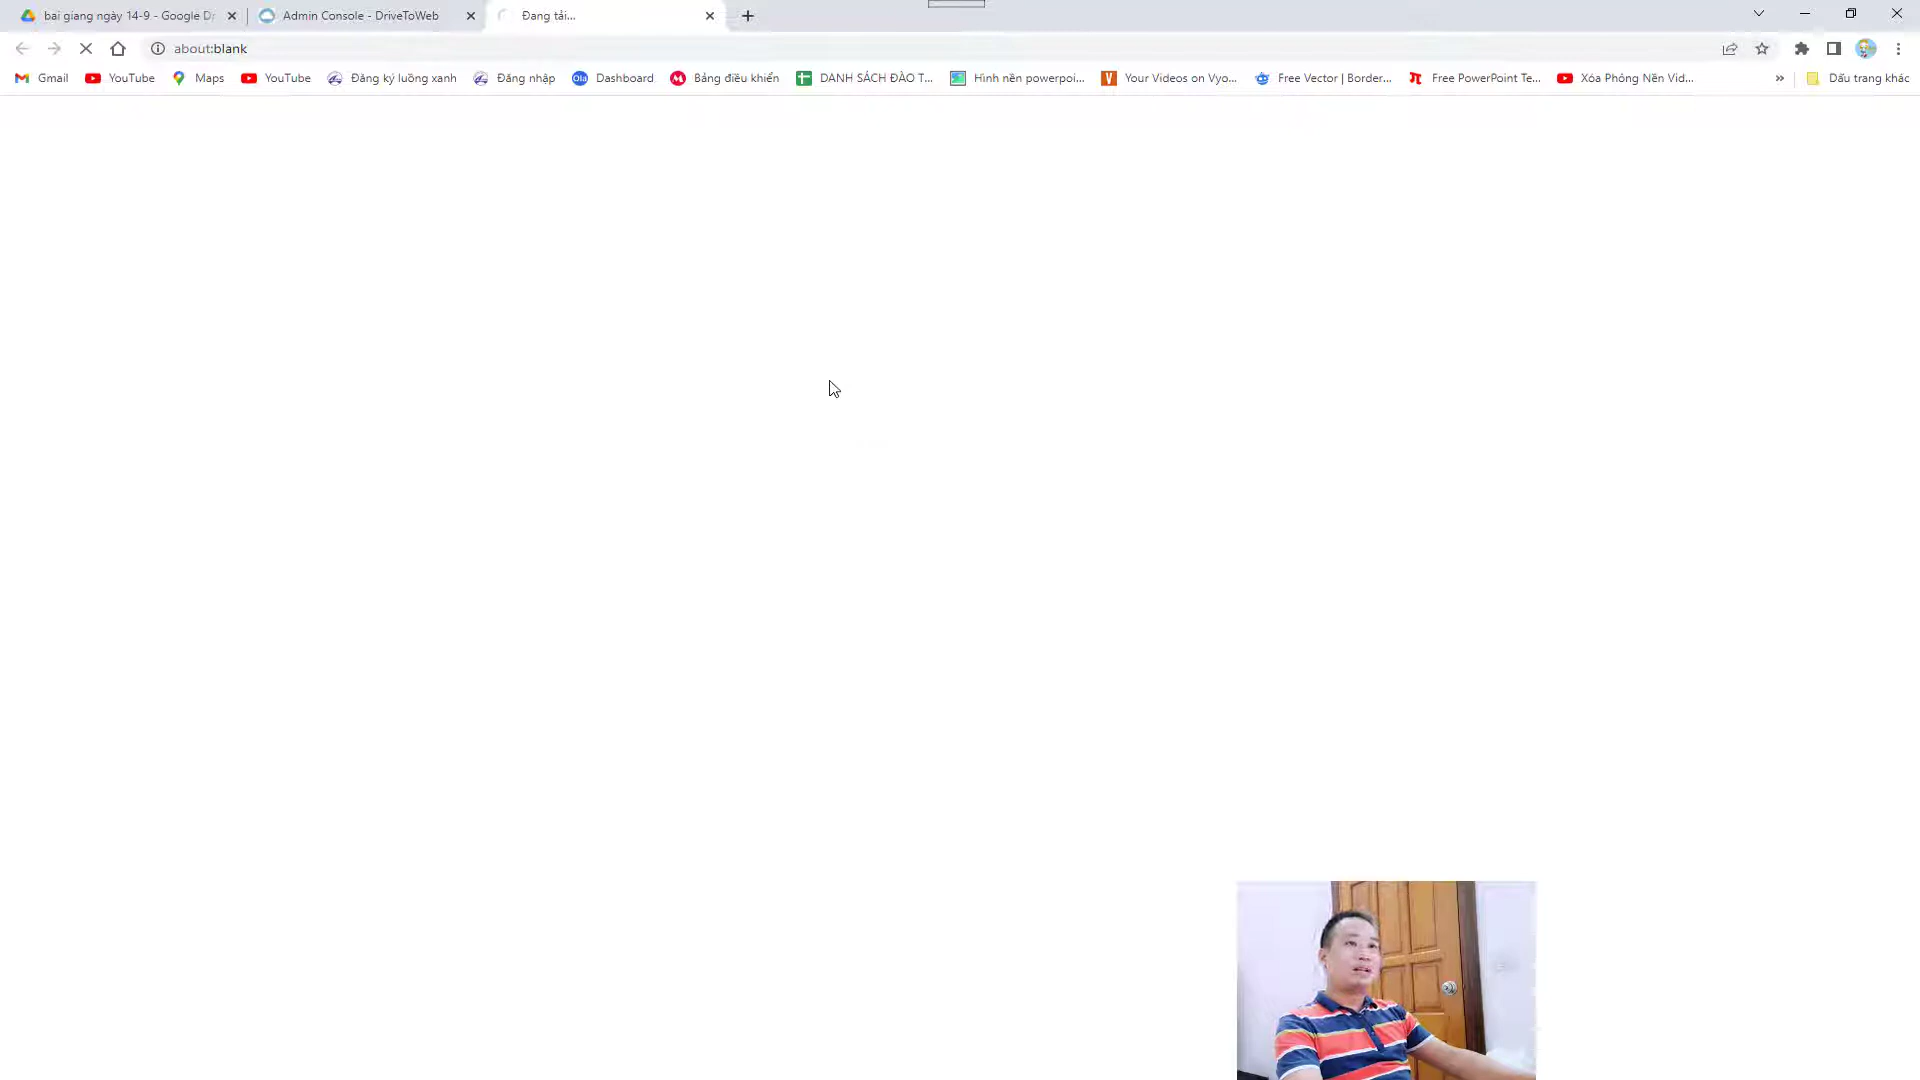 bai giang ngày 14-9 - Google Dr
Admin Console - DriveToWeb
Đang tải...
about:blank
Gmail
YouTube
Maps
YouTube
Đăng ký luồng xanh
Đăng nhập
Dashboard
Bảng điều khiển
DANH SÁCH ĐÀO T...
Hình nền powerpoi...
Your Videos on Vyo...
Free Vector | Border...
Free PowerPoint Te...
Xóa Phông Nền Vid...
»
Dấu trang khác